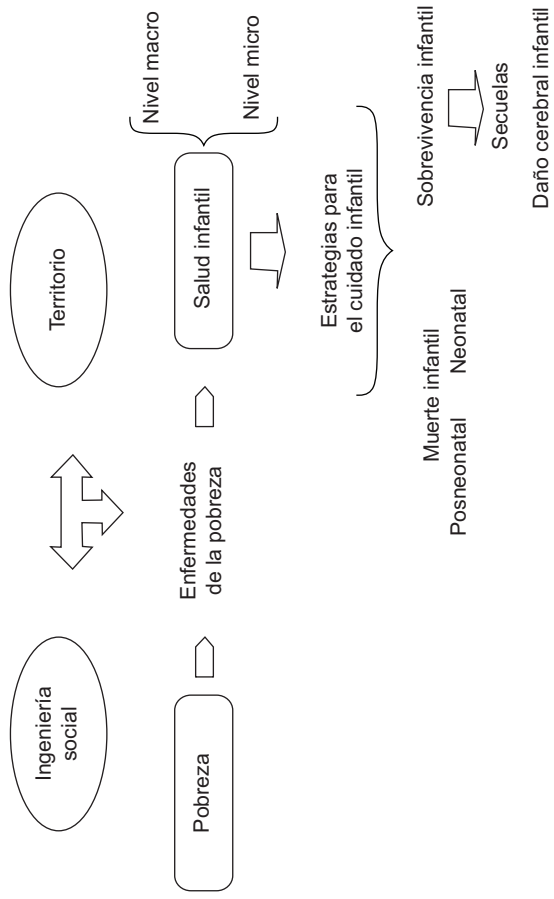 Ingeniería
social
Territorio
Pobreza
Enfermedades
de la pobreza
Salud infantil
Nivel macro
Nivel micro
Estrategias para
el cuidado infantil
Muerte infantil
Posneonatal
Neonatal
Sobrevivencia infantil
Secuelas
Daño cerebral infantil